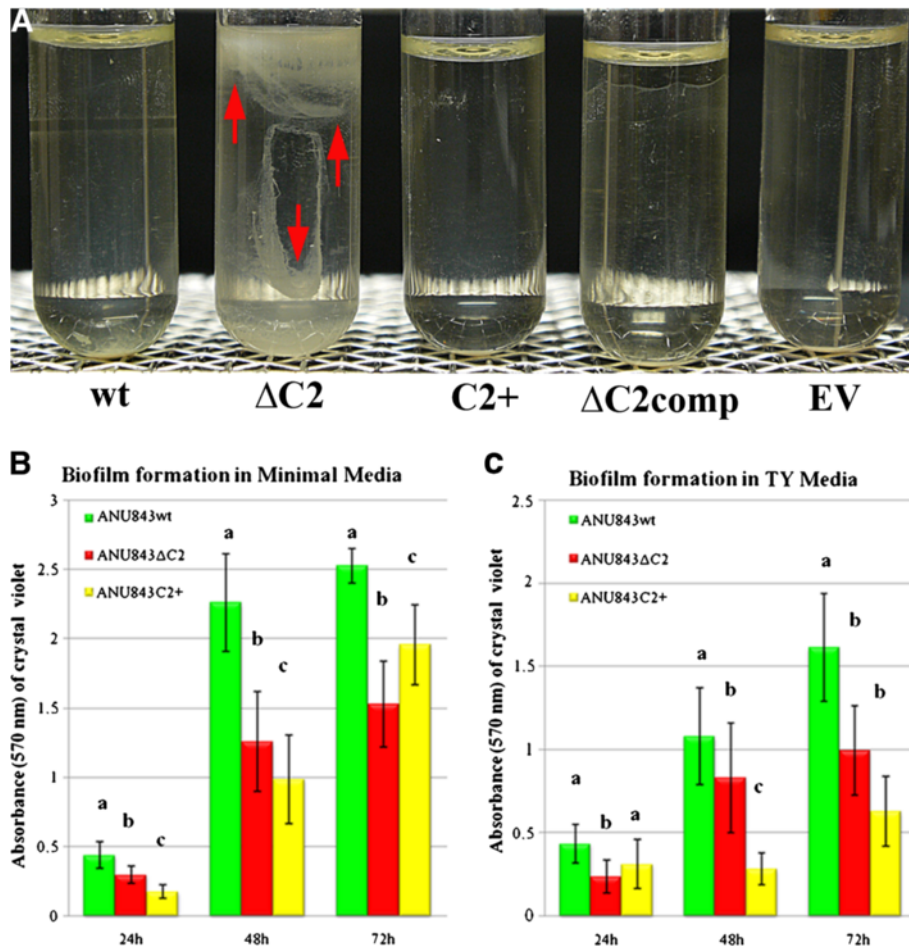 A
wt ΔC2 C2+ ΔC2comp EV
B
Biofilm formation in Minimal Media
Absorbance (570 nm) of crystal violet
3
2.5
2
1.5
1
0.5
0
ANU843wt
ANU843ΔC2
ANU843C2+
a b c
a b c
a b c
24h 48h 72h
C
Biofilm formation in TY Media
Absorbance (570 nm) of crystal violet
2.5
2
1.5
1
0.5
0
ANU843wt
ANU843ΔC2
ANU843C2+
a b a
a b c
a b b
24h 48h 72h